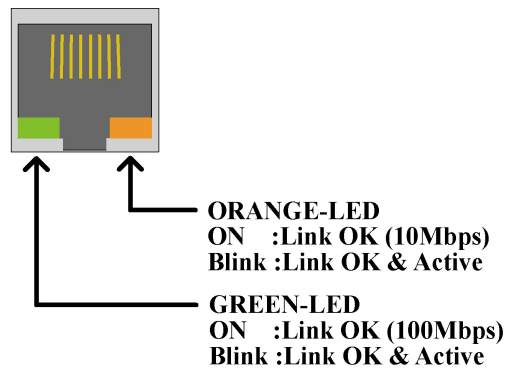 ORANGE-LED
ON :Link OK (10Mbps)
Blink :Link OK & Active
GREEN-LED
ON :Link OK (100Mbps)
Blink :Link OK & Active